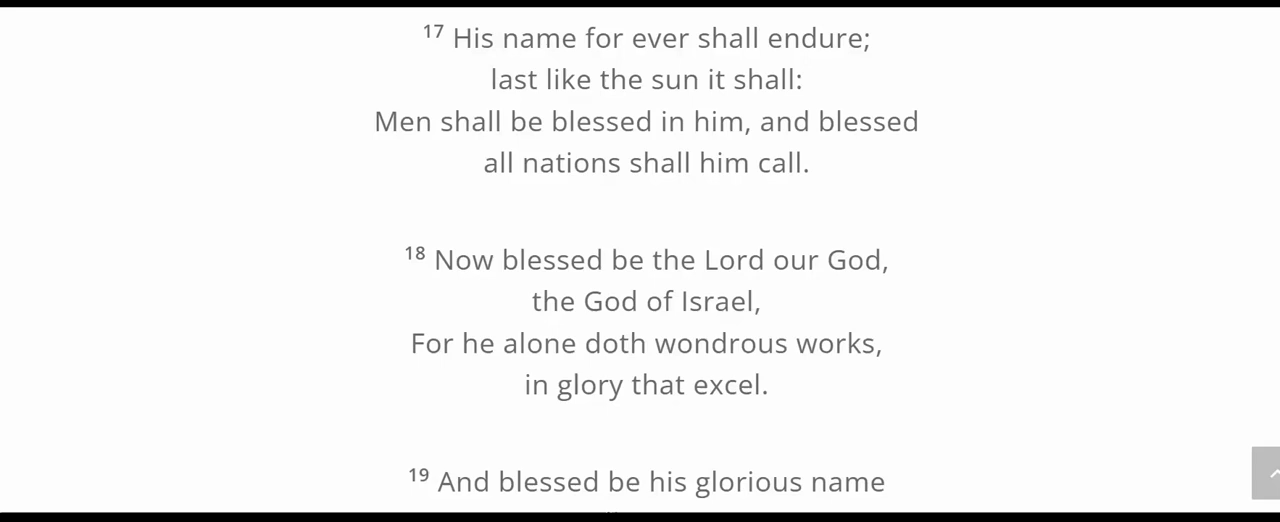 17 His name for ever shall endure;
last like the sun it shall:
Men shall be blessed in him, and blessed
all nations shall him call.
18 Now blessed be the Lord our God,
the God of Israel,
For he alone doth wondrous works,
in glory that excel.
19 And blessed be his glorious name